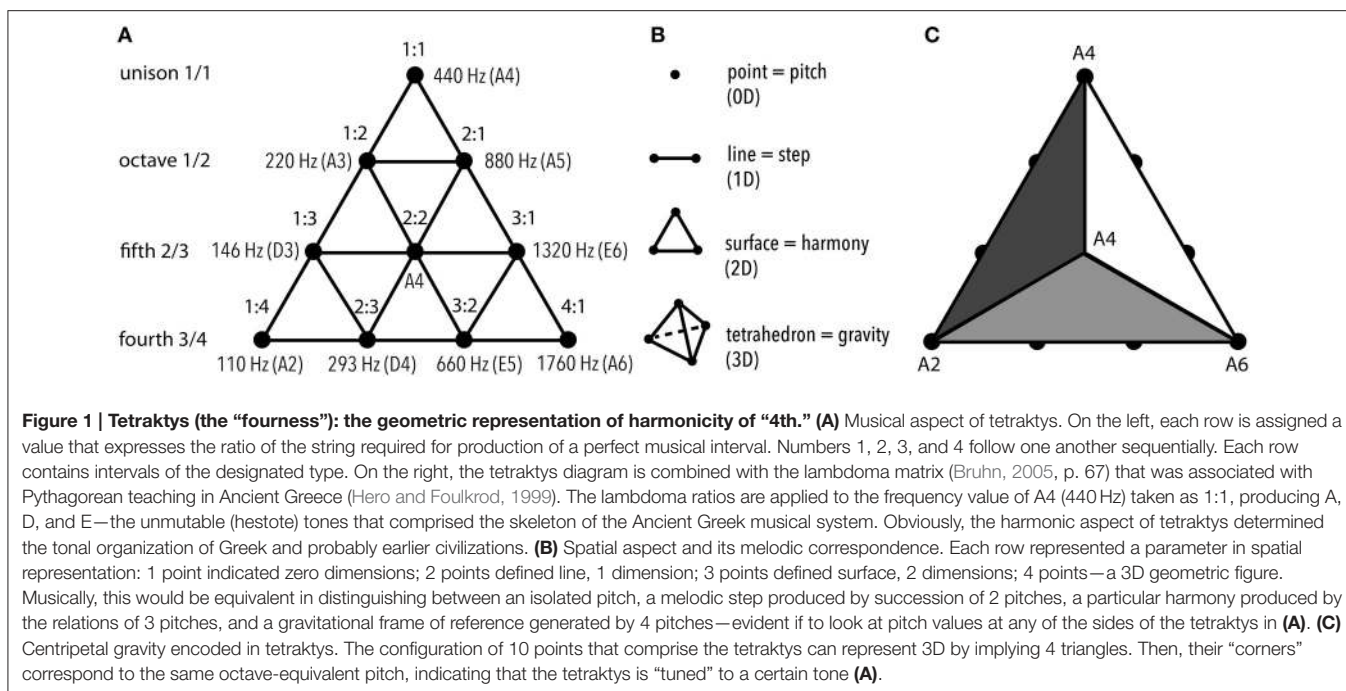 A
B
C
1:1
A4
unison 1/1
440 Hz (A4)
point = pitch
(0D)
1:2
2:1
octave 1/2
220 Hz (A3)
880 Hz (A5)
line = step
(1D)
1:3
2:2
3:1
fifth 2/3
146 Hz (D3)
1320 Hz (E6)
surface = harmony
(2D)
A4
A4
1:4
2:3
3:2
4:1
fourth 3/4
tetrahedron = gravity
(3D)
110 Hz (A2)
293 Hz (D4)
660 Hz (E5)
1760 Hz (A6)
A2
A6
Figure 1 | Tetraktys (the “fourness”): the geometric representation of harmonicity of “4th.” (A) Musical aspect of tetraktys. On the left, each row is assigned a
value that expresses the ratio of the string required for production of a perfect musical interval. Numbers 1, 2, 3, and 4 follow one another sequentially. Each row
contains intervals of the designated type. On the right, the tetraktys diagram is combined with the lambdoma matrix (Bruhn, 2005, p. 67) that was associated with
Pythagorean teaching in Ancient Greece (Hero and Foulkrod, 1999). The lambdoma ratios are applied to the frequency value of A4 (440 Hz) taken as 1:1, producing A,
D, and E—the unmutable (hestote) tones that comprised the skeleton of the Ancient Greek musical system. Obviously, the harmonic aspect of tetraktys determined
the tonal organization of Greek and probably earlier civilizations. (B) Spatial aspect and its melodic correspondence. Each row represented a parameter in spatial
representation: 1 point indicated zero dimensions; 2 points defined line, 1 dimension; 3 points defined surface, 2 dimensions; 4 points—a 3D geometric figure.
Musically, this would be equivalent in distinguishing between an isolated pitch, a melodic step produced by succession of 2 pitches, a particular harmony produced by
the relations of 3 pitches, and a gravitational frame of reference generated by 4 pitches—evident if to look at pitch values at any of the sides of the tetraktys in (A). (C)
Centripetal gravity encoded in tetraktys. The configuration of 10 points that comprise the tetraktys can represent 3D by implying 4 triangles. Then, their “corners”
correspond to the same octave-equivalent pitch, indicating that the tetraktys is “tuned” to a certain tone (A).